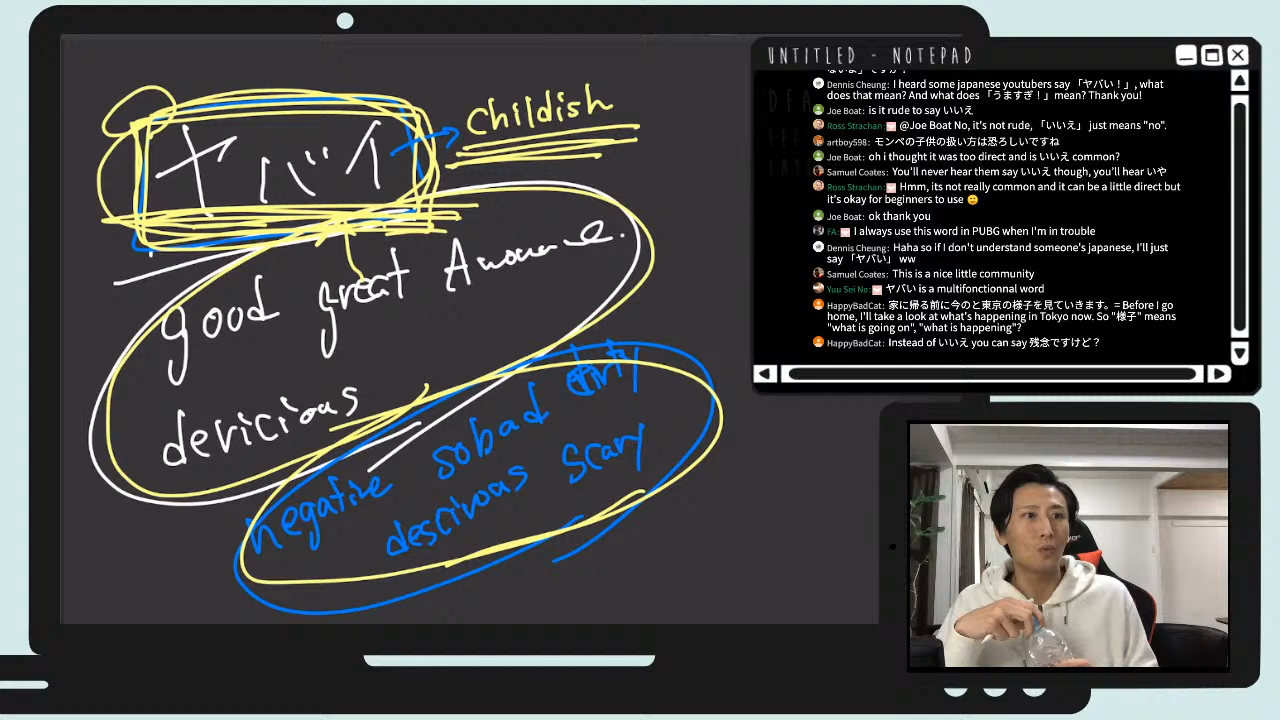 ヤバイ
childish
good great Awesome.
dericious
negative so bad dirty
descirous scary
UNTITLED - NOTEPAD
Dennis Cheung: I heard some japanese youtubers say 「ヤバい！」, what
does that mean? And what does 「うますぎ！」mean? Thank you!
Joe Boat: is it rude to say いいえ
Ross Strachan: @Joe Boat No, it's not rude, 「いいえ」 just means "no".
artboy598: モンペの子供の扱い方は恐ろしいですね
Joe Boat: oh i thought it was too direct and is いいえ common?
Samuel Coates: You'll never hear them say いいえ though, you'll hear いや
Ross Strachan: Hmm, its not really common and it can be a little direct but
it's okay for beginners to use 🙂
Joe Boat: ok thank you
FA: I always use this word in PUBG when I'm in trouble
Dennis Cheung: Haha so if I don't understand someone's japanese, I'll just
say 「ヤバい」 ww
Samuel Coates: This is a nice little community
Yuu Sei Na: ヤバい is a multifonctionnal word
HappyBadCat: 家に帰る前に今のと東京の様子を見ていきます。= Before I go
home, I'll take a look at what's happening in Tokyo now. So "様子" means
"what is going on", "what is happening"?
HappyBadCat: Instead of いいえ you can say 残念ですけど？